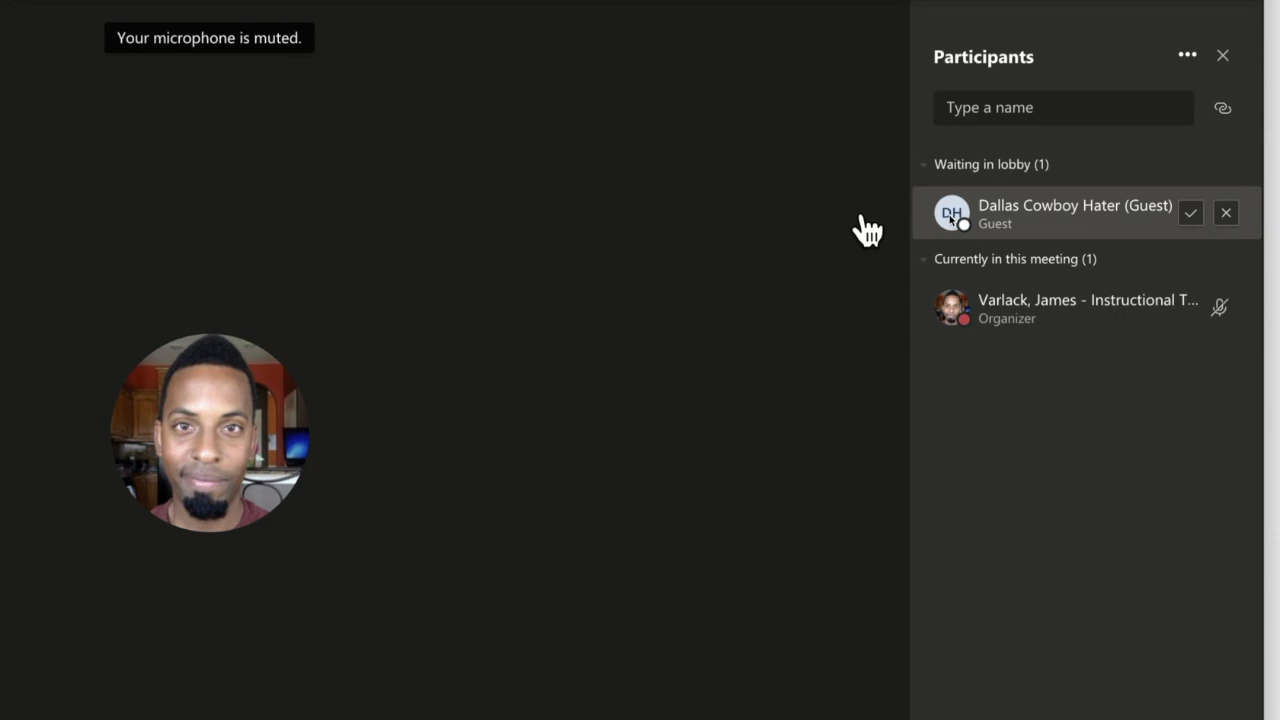 Your microphone is muted.
Participants
Type a name
Waiting in lobby (1)
DH
Dallas Cowboy Hater (Guest)
Guest
Currently in this meeting (1)
Varlack, James - Instructional T...
Organizer